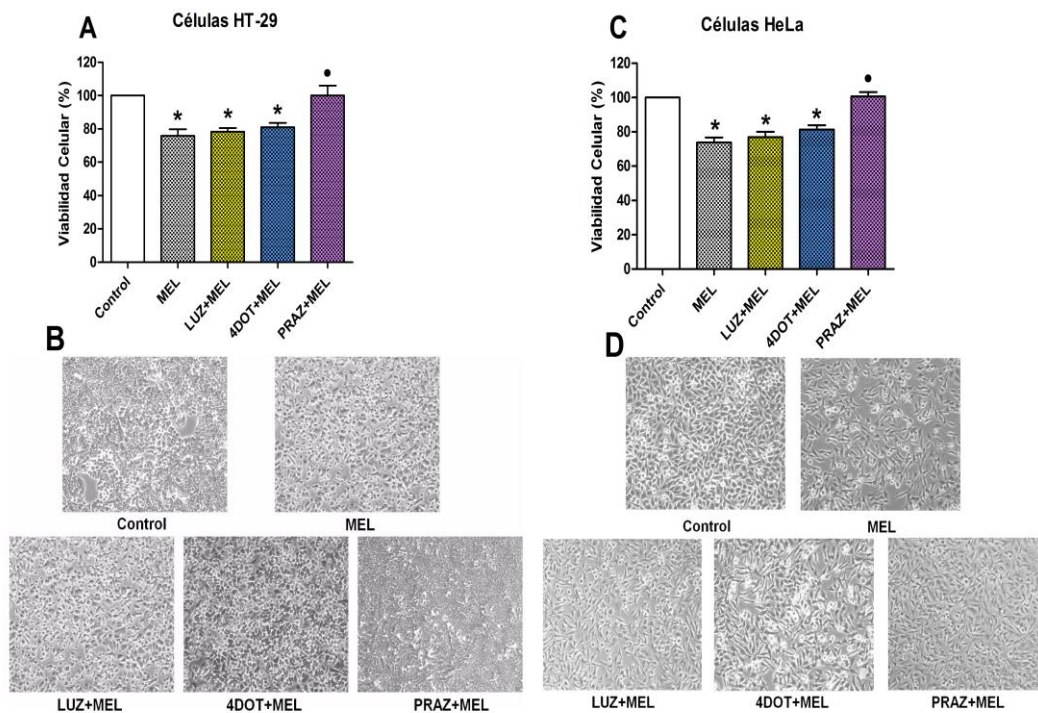 A
Células HT-29
Viabilidad Celular (%)
120
100
80
60
40
20
0
*
*
*
•
Control
MEL
LUZ+MEL
4DOT+MEL
PRAZ+MEL
C
Células HeLa
Viabilidad Celular (%)
120
100
80
60
40
20
0
*
*
*
•
Control
MEL
LUZ+MEL
4DOT+MEL
PRAZ+MEL
B
Control
MEL
LUZ+MEL
4DOT+MEL
PRAZ+MEL
D
Control
MEL
LUZ+MEL
4DOT+MEL
PRAZ+MEL